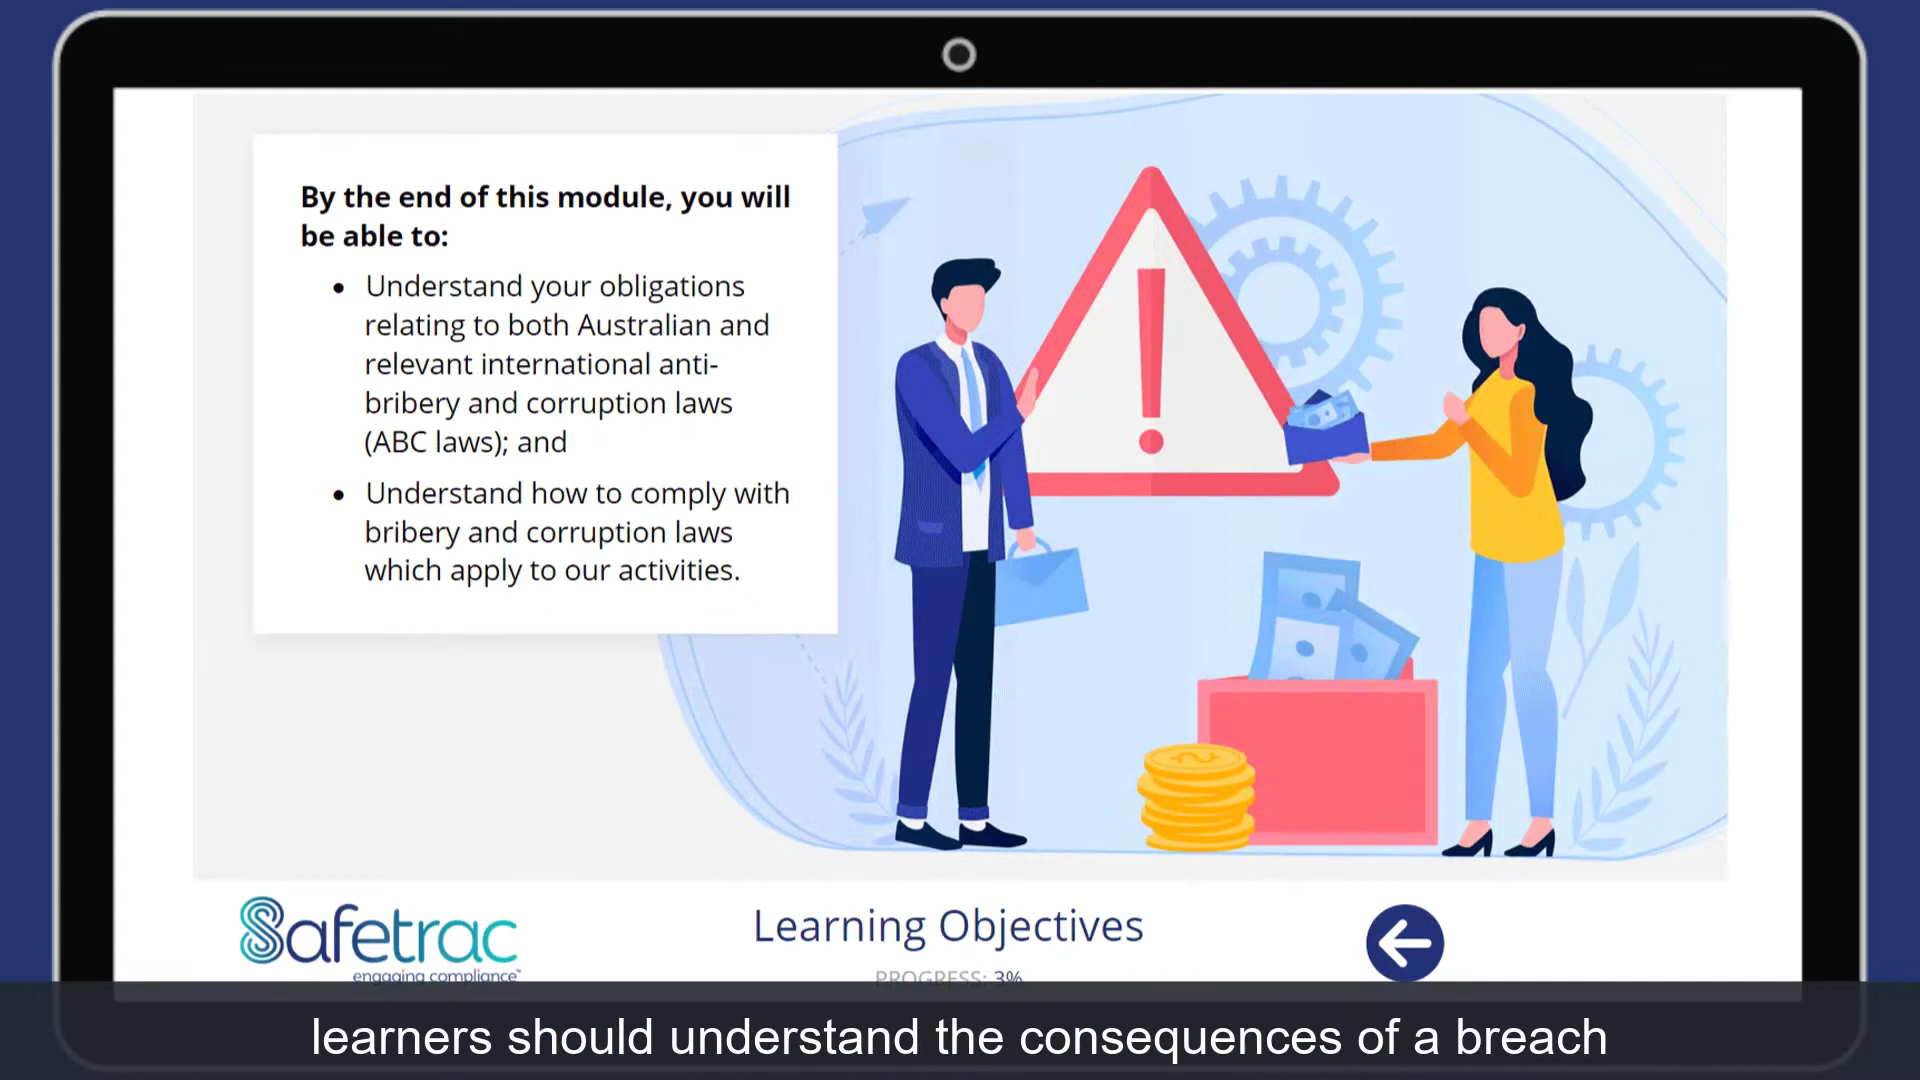 By the end of this module, you will
be able to:
• Understand your obligations
relating to both Australian and
relevant international anti-
bribery and corruption laws
(ABC laws); and
• Understand how to comply with
bribery and corruption laws
which apply to our activities.
Safetrac
engaging compliance™
Learning Objectives
PROGRESS: 3%
learners should understand the consequences of a breach